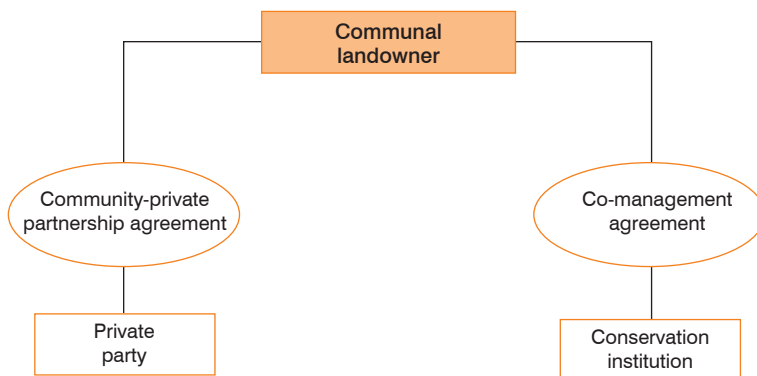 Communal
landowner
Community-private
partnership agreement
Co-management
agreement
Private
party
Conservation
institution